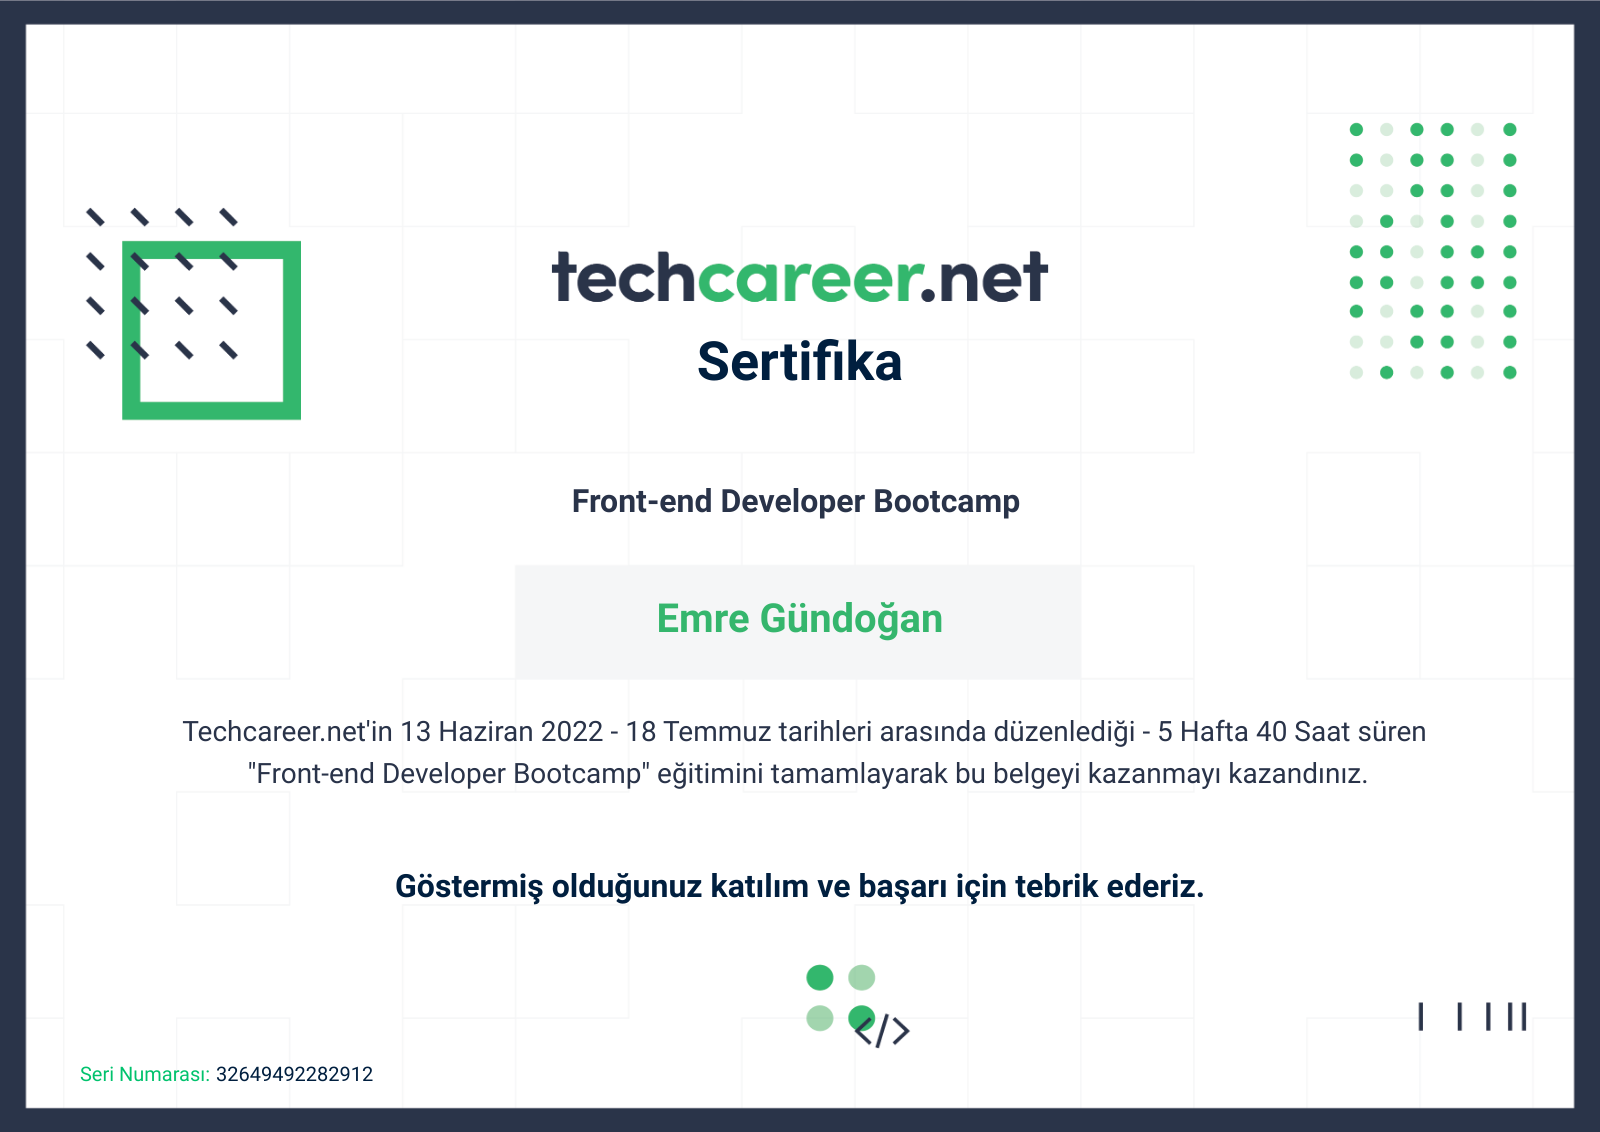 techcareer.net
Sertifika
Front-end Developer Bootcamp
Emre Gündoğan
Techcareer.net'in 13 Haziran 2022 - 18 Temmuz tarihleri arasında düzenlediği - 5 Hafta 40 Saat süren
"Front-end Developer Bootcamp" eğitimini tamamlayarak bu belgeyi kazanmayı kazandınız.
Göstermiş olduğunuz katılım ve başarı için tebrik ederiz.
</>
Seri Numarası: 32649492282912